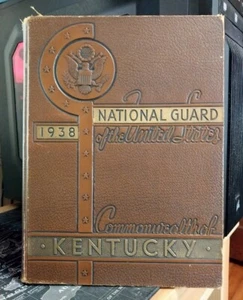 NATIONAL GUARD
1938
of the United States
Commonwealth of
KENTUCKY